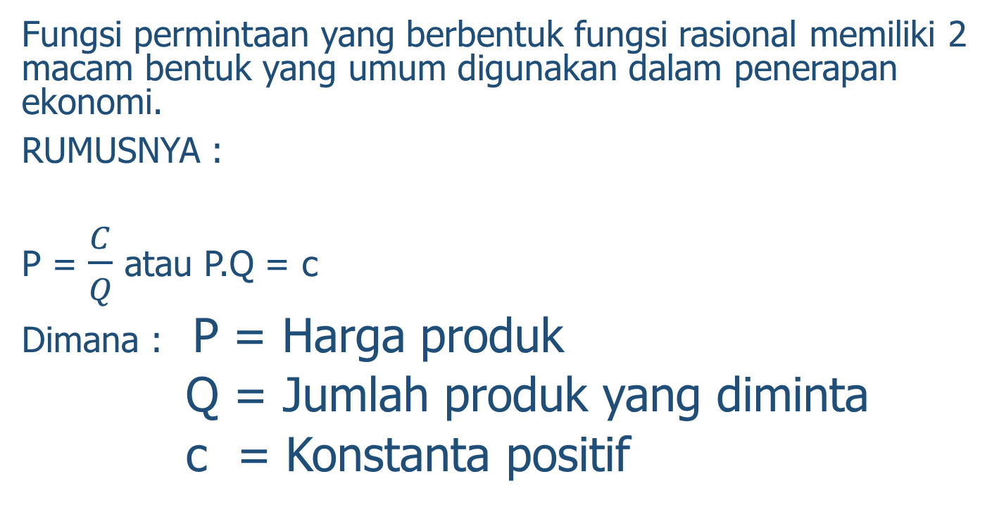 Fungsi permintaan yang berbentuk fungsi rasional memiliki 2
macam bentuk yang umum digunakan dalam penerapan
ekonomi.
RUMUSNYA :
P = C/Q atau P.Q = c
Dimana : P = Harga produk
Q = Jumlah produk yang diminta
c = Konstanta positif